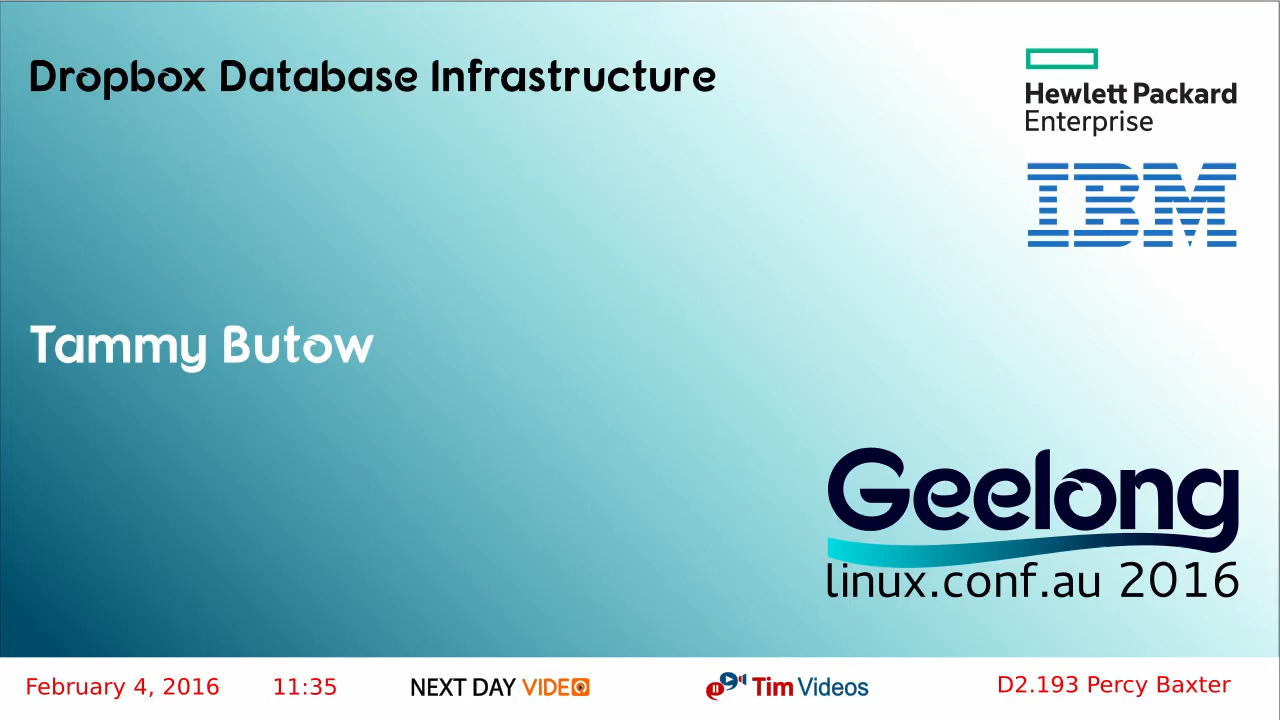 Dropbox Database Infrastructure
Hewlett Packard
Enterprise
IBM
Tammy Butow
Geelong
linux.conf.au 2016
February 4, 2016 11:35 NEXT DAY VIDEO Tim Videos D2.193 Percy Baxter